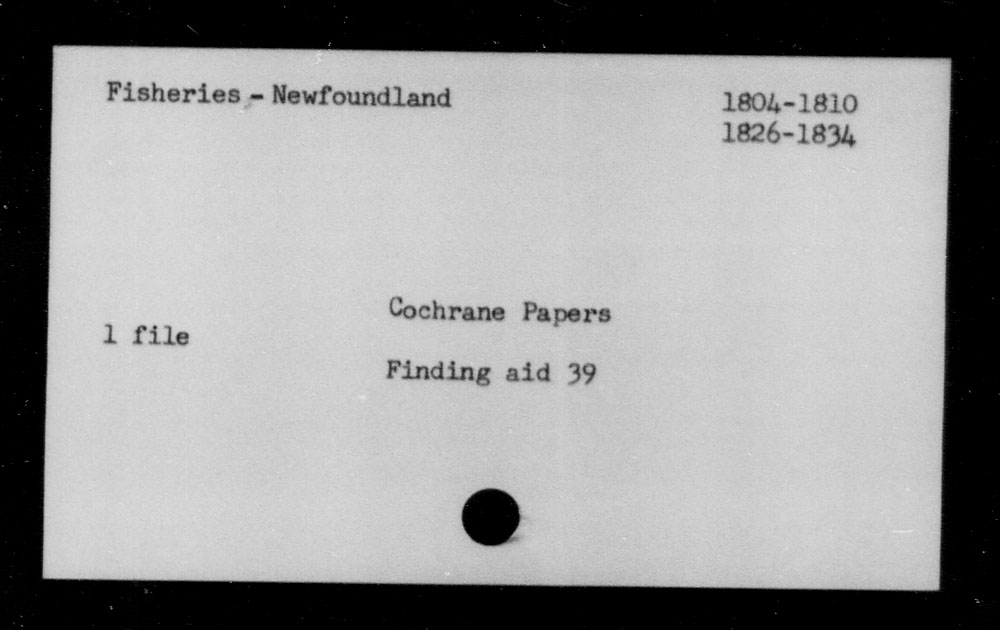 Fisheries - Newfoundland
1804-1810
1826-1834
Cochrane Papers
1 file
Finding aid 39